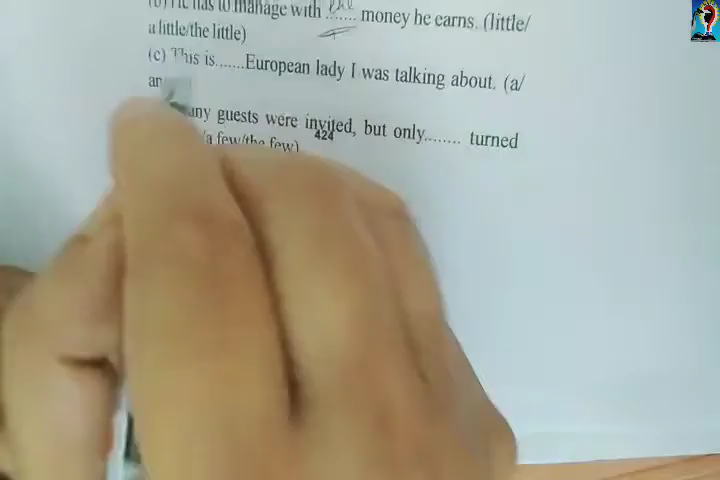 (b) He has to manage with the....... money he earns. (little/
a little/the little)
(c) This is.......European lady I was talking about. (a/
an
any guests were invited, but only........ turned
424
(a few/the few)